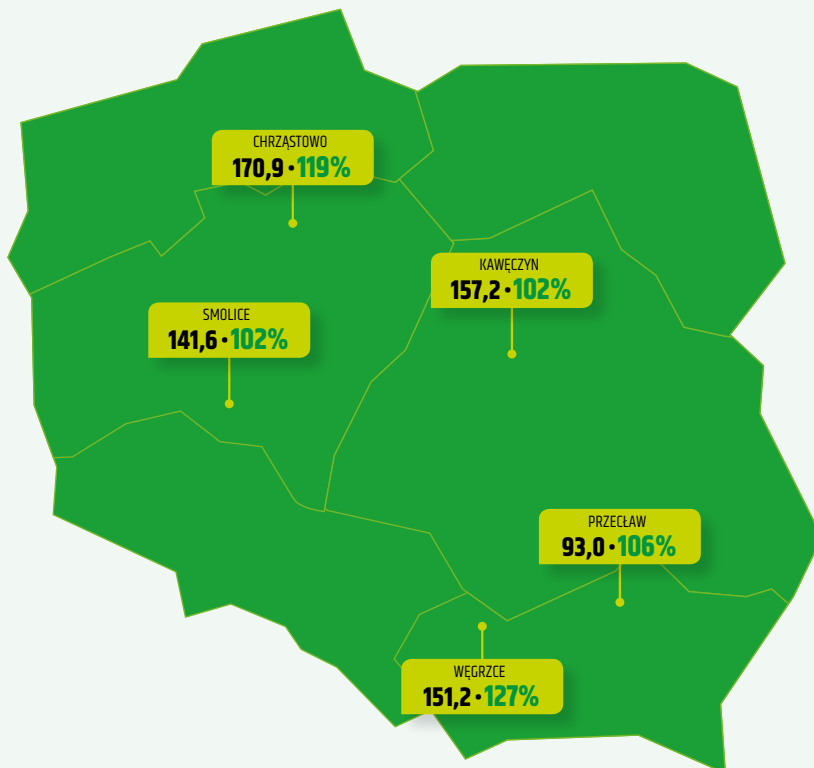 CHRZĄSTOWO
170,9 • 119%
KAWĘCZYN
157,2 • 102%
SMOLICE
141,6 • 102%
PRZECŁAW
93,0 • 106%
WĘGRZCE
151,2 • 127%